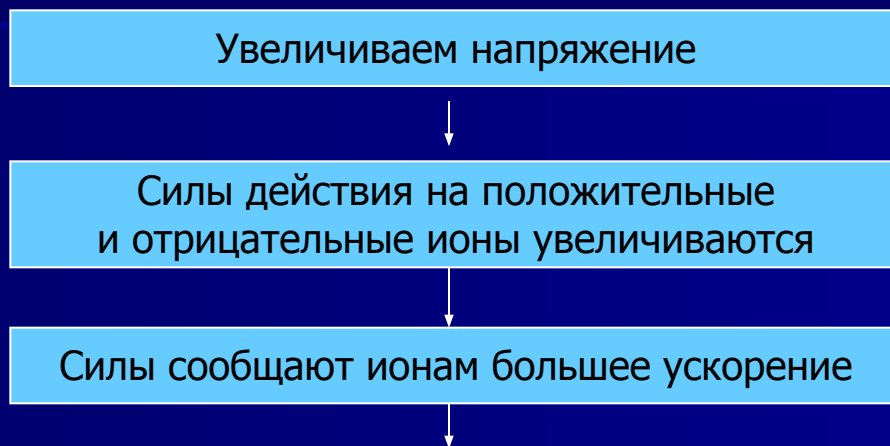 Увеличиваем напряжение
Силы действия на положительные
и отрицательные ионы увеличиваются
Силы сообщают ионам большее ускорение